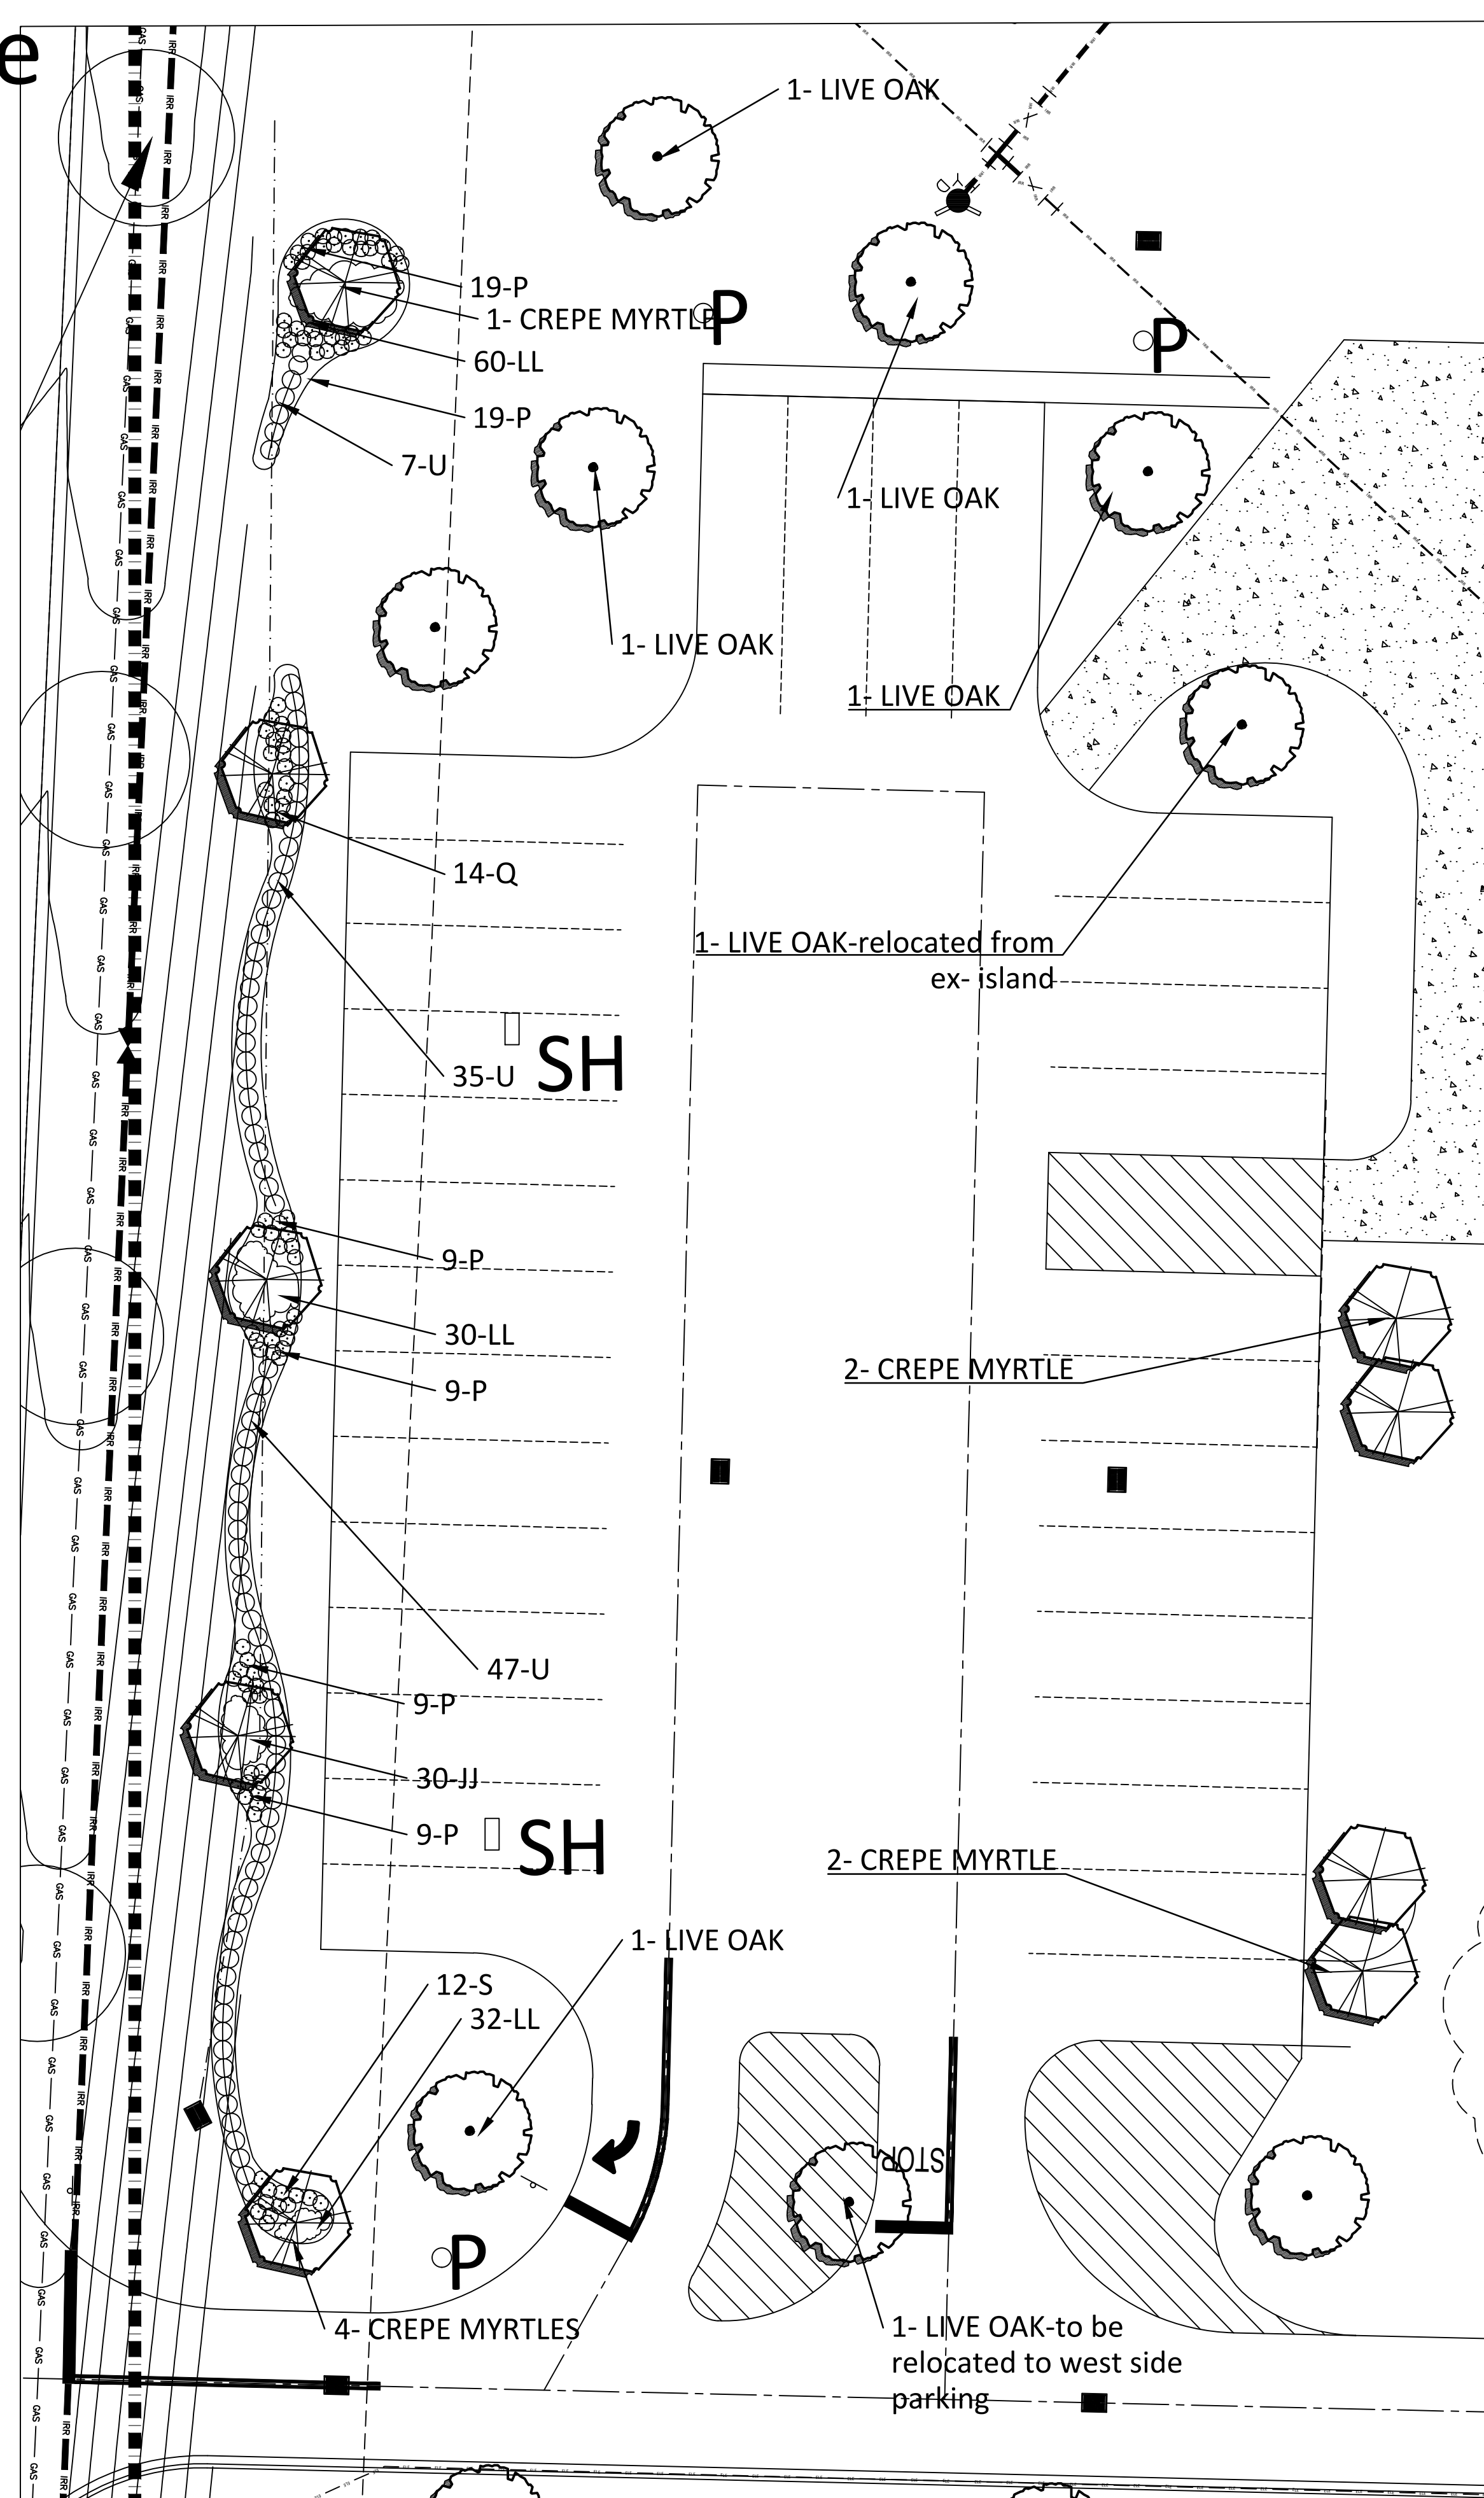 e
1- LIVE OAK
19-P
1- CREPE MYRTLE
P
P
60-LL
19-P
7-U
1- LIVE OAK
1- LIVE OAK
1- LIVE OAK
14-Q
1- LIVE OAK-relocated from
ex- island
35-U
SH
9-P
30-LL
2- CREPE MYRTLE
9-P
47-U
9-P
30-JJ
9-P
SH
2- CREPE MYRTLE
1- LIVE OAK
12-S
32-LL
STOP
P
4- CREPE MYRTLES
1- LIVE OAK-to be
relocated to west side
parking
GAS
IRR